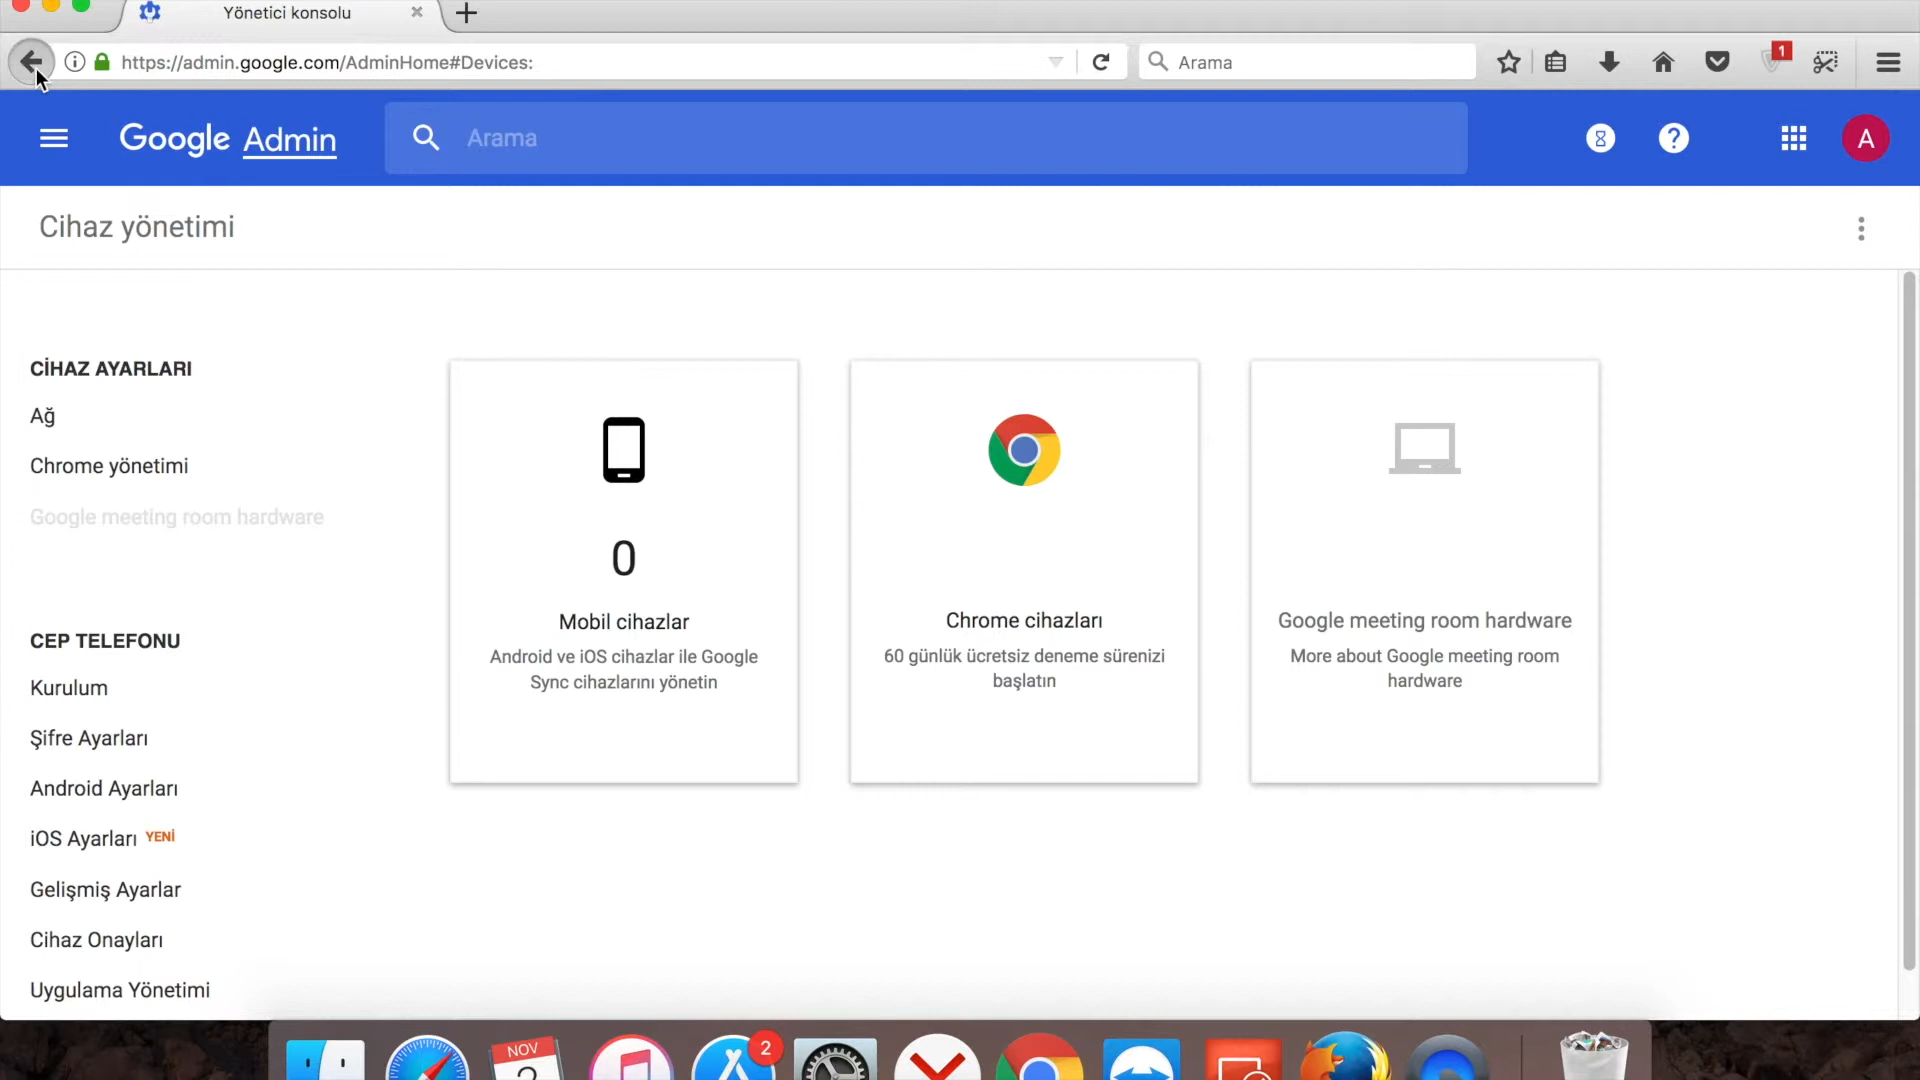 Yönetici konsolu
https://admin.google.com/AdminHome#Devices:
Arama
1
Google Admin
Arama
A
Cihaz yönetimi
CİHAZ AYARLARI
Ağ
Chrome yönetimi
Google meeting room hardware
CEP TELEFONU
Kurulum
Şifre Ayarları
Android Ayarları
iOS Ayarları YENİ
Gelişmiş Ayarlar
Cihaz Onayları
Uygulama Yönetimi
0
Mobil cihazlar
Android ve iOS cihazlar ile Google
Sync cihazlarını yönetin
Chrome cihazları
60 günlük ücretsiz deneme sürenizi
başlatın
Google meeting room hardware
More about Google meeting room
hardware
NOV
2